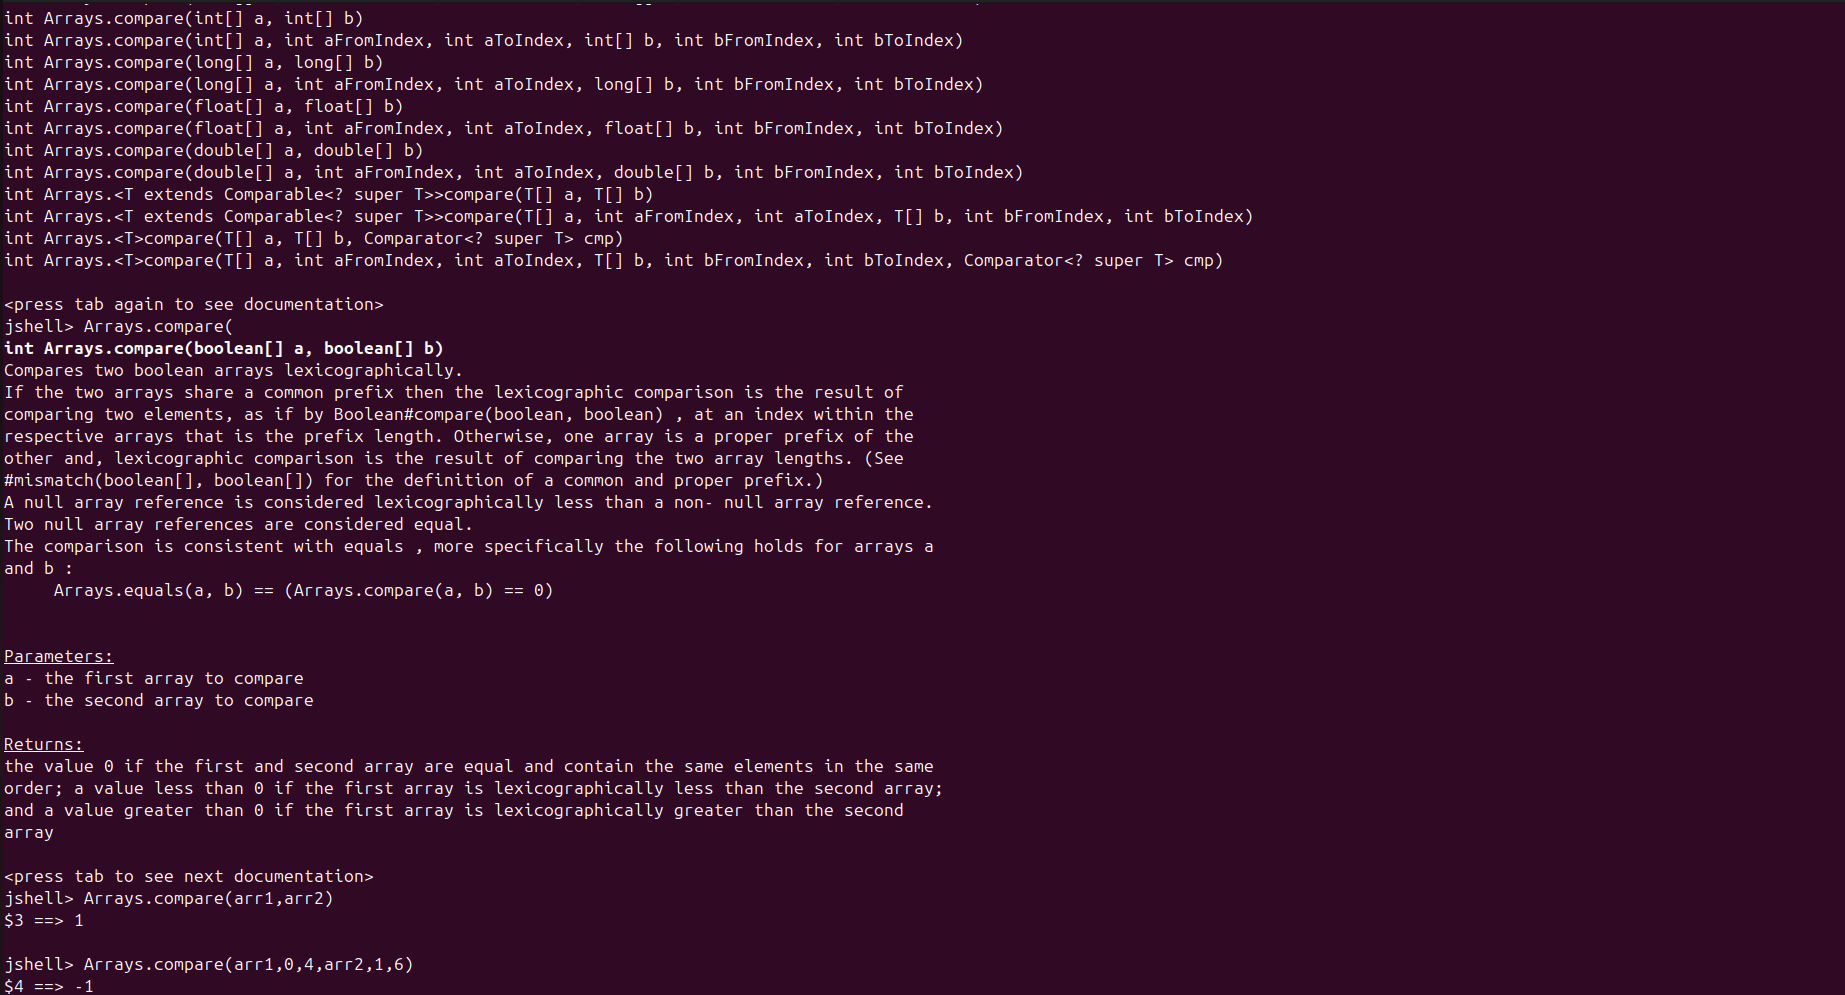 int Arrays.compare(int[] a, int[] b)
int Arrays.compare(int[] a, int aFromIndex, int aToIndex, int[] b, int bFromIndex, int bToIndex)
int Arrays.compare(long[] a, long[] b)
int Arrays.compare(long[] a, int aFromIndex, int aToIndex, long[] b, int bFromIndex, int bToIndex)
int Arrays.compare(float[] a, float[] b)
int Arrays.compare(float[] a, int aFromIndex, int aToIndex, float[] b, int bFromIndex, int bToIndex)
int Arrays.compare(double[] a, double[] b)
int Arrays.compare(double[] a, int aFromIndex, int aToIndex, double[] b, int bFromIndex, int bToIndex)
int Arrays.<T extends Comparable<? super T>>compare(T[] a, T[] b)
int Arrays.<T extends Comparable<? super T>>compare(T[] a, int aFromIndex, int aToIndex, T[] b, int bFromIndex, int bToIndex)
int Arrays.<T>compare(T[] a, T[] b, Comparator<? super T> cmp)
int Arrays.<T>compare(T[] a, int aFromIndex, int aToIndex, T[] b, int bFromIndex, int bToIndex, Comparator<? super T> cmp)

<press tab again to see documentation>
jshell> Arrays.compare(
int Arrays.compare(boolean[] a, boolean[] b)
Compares two boolean arrays lexicographically.
If the two arrays share a common prefix then the lexicographic comparison is the result of
comparing two elements, as if by Boolean#compare(boolean, boolean) , at an index within the
respective arrays that is the prefix length. Otherwise, one array is a proper prefix of the
other and, lexicographic comparison is the result of comparing the two array lengths. (See
#mismatch(boolean[], boolean[]) for the definition of a common and proper prefix.)
A null array reference is considered lexicographically less than a non- null array reference.
Two null array references are considered equal.
The comparison is consistent with equals , more specifically the following holds for arrays a
and b :
     Arrays.equals(a, b) == (Arrays.compare(a, b) == 0)

Parameters:
a - the first array to compare
b - the second array to compare

Returns:
the value 0 if the first and second array are equal and contain the same elements in the same
order; a value less than 0 if the first array is lexicographically less than the second array;
and a value greater than 0 if the first array is lexicographically greater than the second
array

<press tab to see next documentation>
jshell> Arrays.compare(arr1,arr2)
$3 ==> 1

jshell> Arrays.compare(arr1,0,4,arr2,1,6)
$4 ==> -1